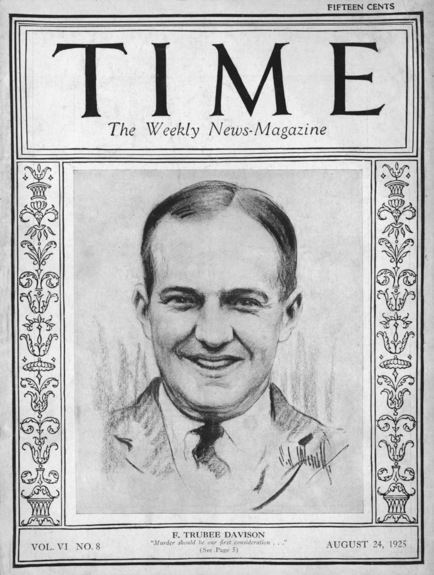 FIFTEEN CENTS
TIME
The Weekly News-Magazine
F. TRUBEE DAVISON
"Murder should be our first consideration . . ."
(See Page 5)
VOL. VI NO. 8
AUGUST 24, 1925